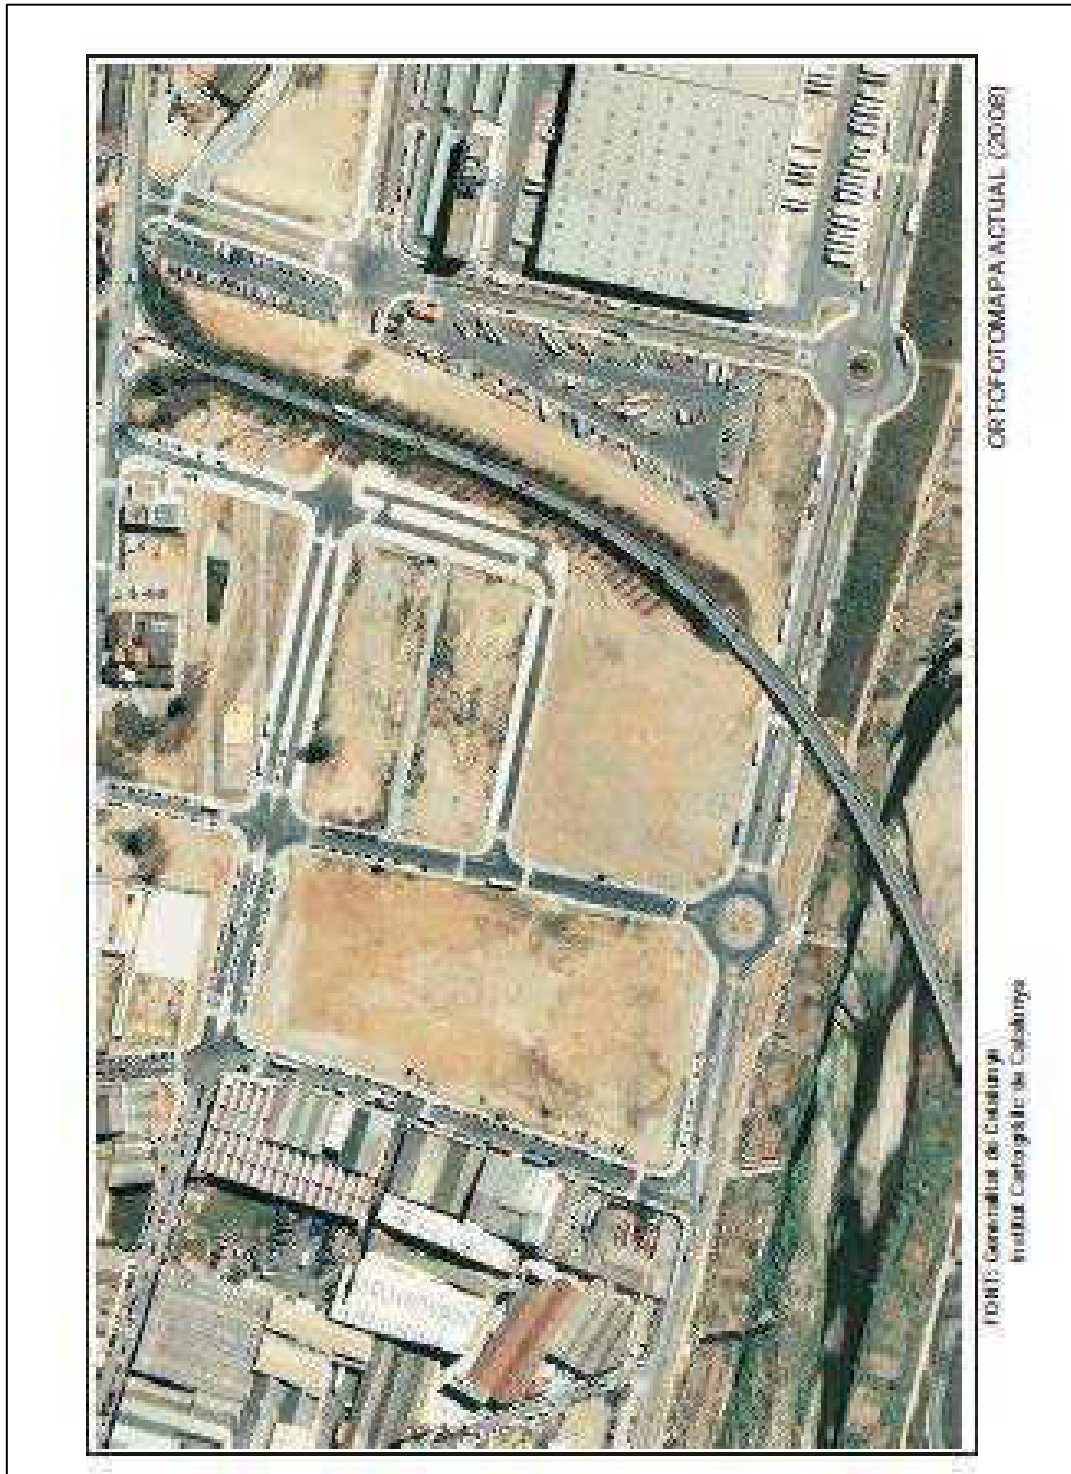 ORTOFOTOMAPA ACTUAL (2008)
FONT: Generalitat de Catalunya
Institut Cartogràfic de Catalunya